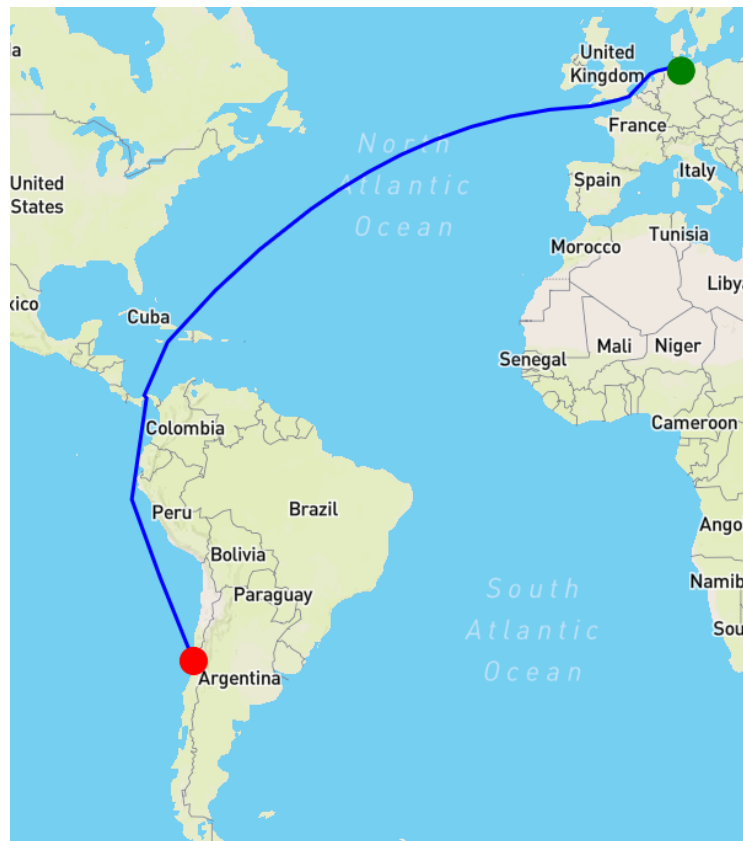 a
United
Kingdom
France
North
Atlantic
Ocean
United
States
Italy
Spain
Tunisia
Morocco
Liby
xico
Cuba
Mali
Niger
Senegal
Cameroon
Colombia
Brazil
Peru
Ango
Bolivia
Namib
Paraguay
South
Atlantic
Ocean
Sou
Argentina